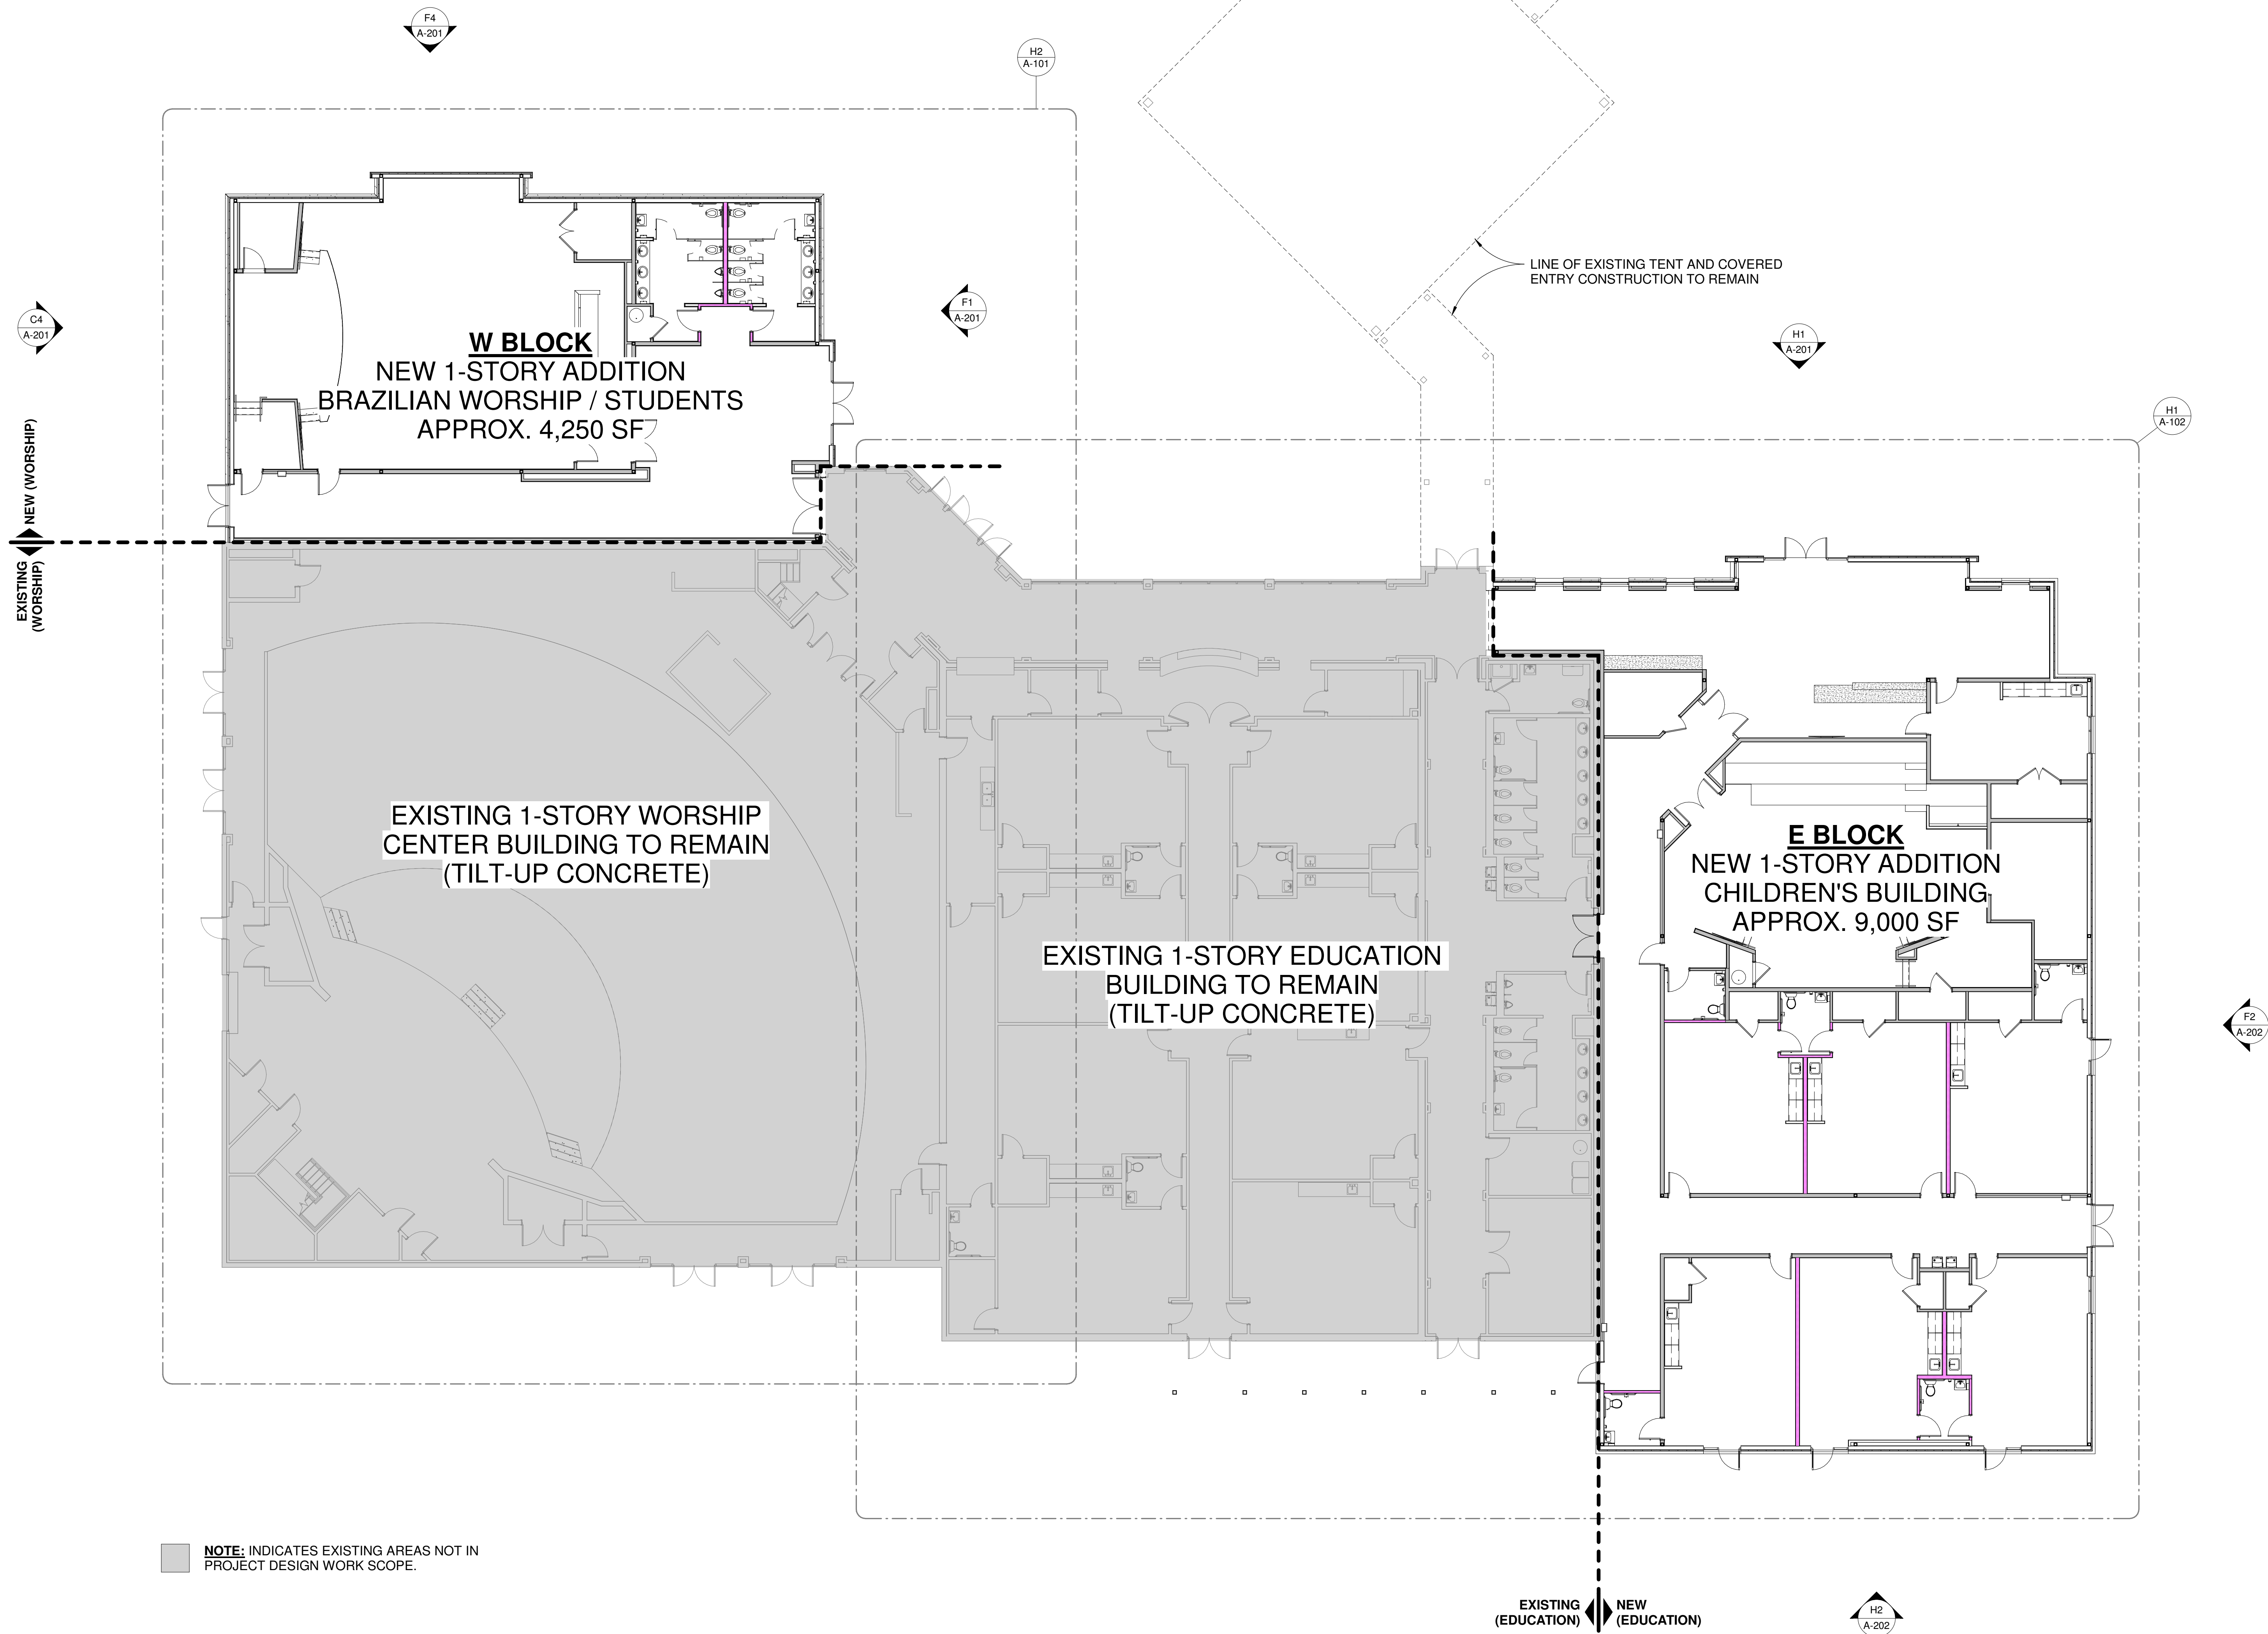 F4
A-201
H2
A-101
LINE OF EXISTING TENT AND COVERED
ENTRY CONSTRUCTION TO REMAIN
C4
A-201
F1
A-201
H1
A-201
W BLOCK
NEW 1-STORY ADDITION
BRAZILIAN WORSHIP / STUDENTS
APPROX. 4,250 SF
H1
A-102
NEW (WORSHIP)
EXISTING
(WORSHIP)
EXISTING 1-STORY WORSHIP
CENTER BUILDING TO REMAIN
(TILT-UP CONCRETE)
E BLOCK
NEW 1-STORY ADDITION
CHILDREN'S BUILDING
APPROX. 9,000 SF
EXISTING 1-STORY EDUCATION
BUILDING TO REMAIN
(TILT-UP CONCRETE)
F2
A-202
NOTE: INDICATES EXISTING AREAS NOT IN
PROJECT DESIGN WORK SCOPE.
EXISTING
(EDUCATION)
NEW
(EDUCATION)
H2
A-202